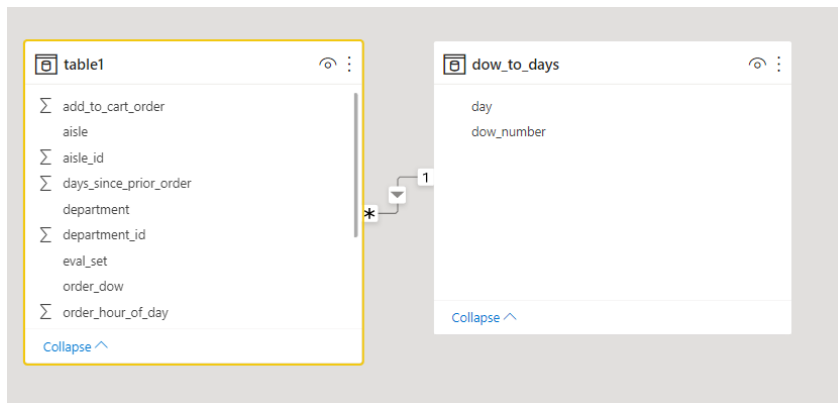 table1
add_to_cart_order
aisle
aisle_id
days_since_prior_order
department
department_id
eval_set
order_dow
order_hour_of_day
Collapse
*
1
dow_to_days
day
dow_number
Collapse